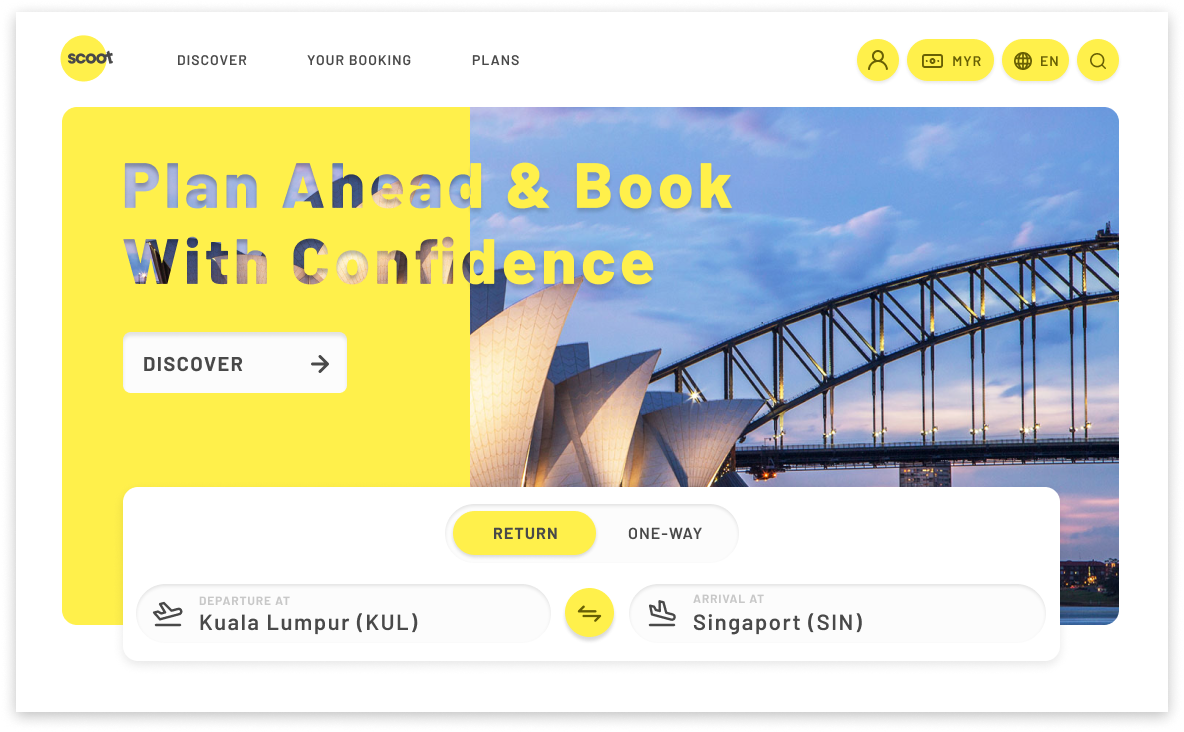 scoot
DISCOVER
YOUR BOOKING
PLANS
MYR
EN
Plan Ahead & Book
With Confidence
DISCOVER
RETURN
ONE-WAY
DEPARTURE AT
Kuala Lumpur (KUL)
ARRIVAL AT
Singaport (SIN)